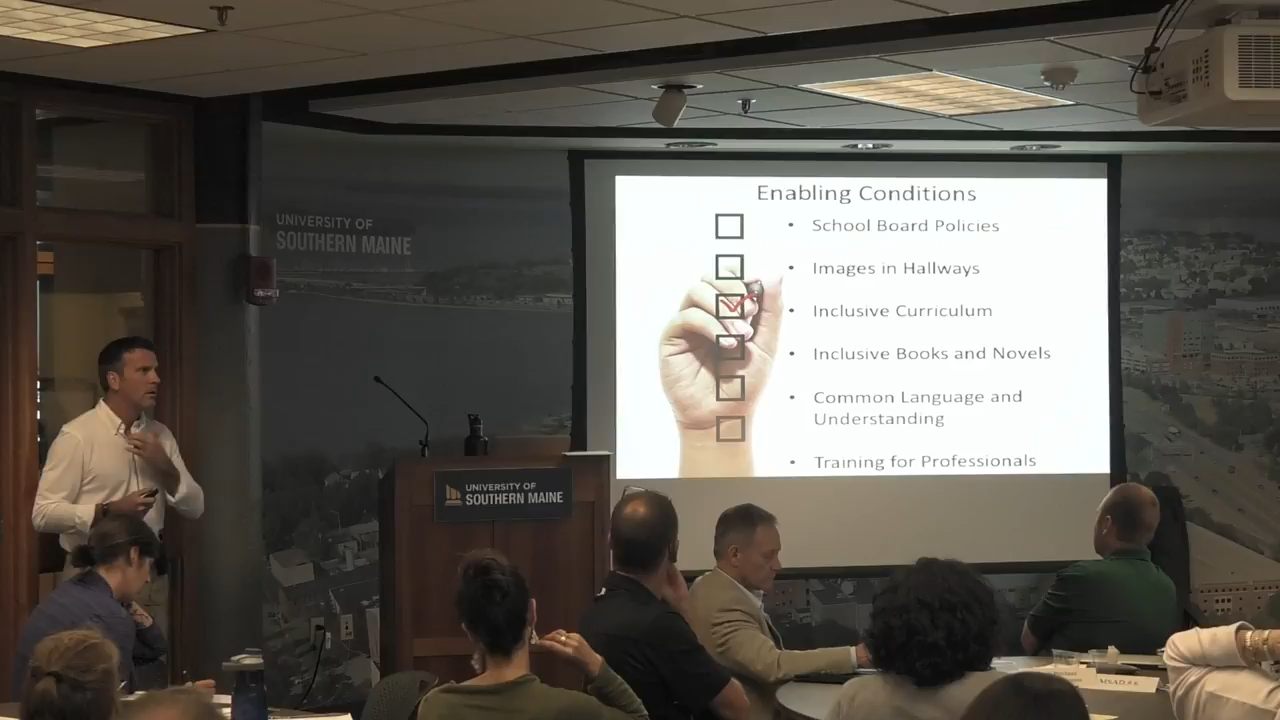 UNIVERSITY OF
SOUTHERN MAINE
Enabling Conditions
• School Board Policies
• Images in Hallways
• Inclusive Curriculum
• Inclusive Books and Novels
• Common Language and
Understanding
• Training for Professionals
UNIVERSITY OF
SOUTHERN MAINE